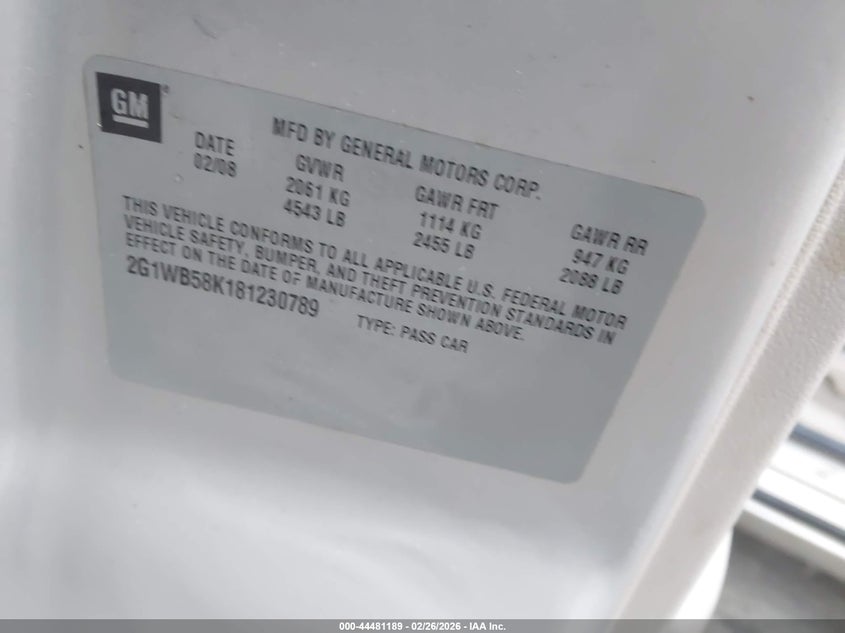 GM
MFD BY GENERAL MOTORS CORP.
DATE GVWR GAWR FRT GAWR RR
02/08 2061 KG 1114 KG 947 KG
4543 LB 2455 LB 2088 LB
THIS VEHICLE CONFORMS TO ALL APPLICABLE U.S. FEDERAL MOTOR
VEHICLE SAFETY, BUMPER, AND THEFT PREVENTION STANDARDS IN
EFFECT ON THE DATE OF MANUFACTURE SHOWN ABOVE.
2G1WB58K181230789 TYPE: PASS CAR
000-44481189 - 02/26/2026 - IAA Inc.